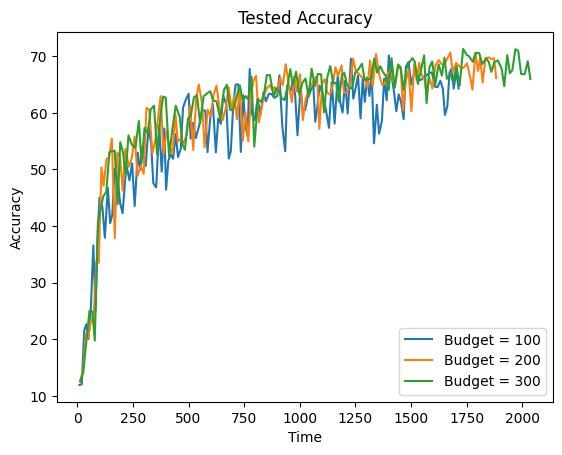 Tested Accuracy
Accuracy
70
60
50
40
30
20
10
0
250
500
750
1000
1250
1500
1750
2000
Time
Budget = 100
Budget = 200
Budget = 300